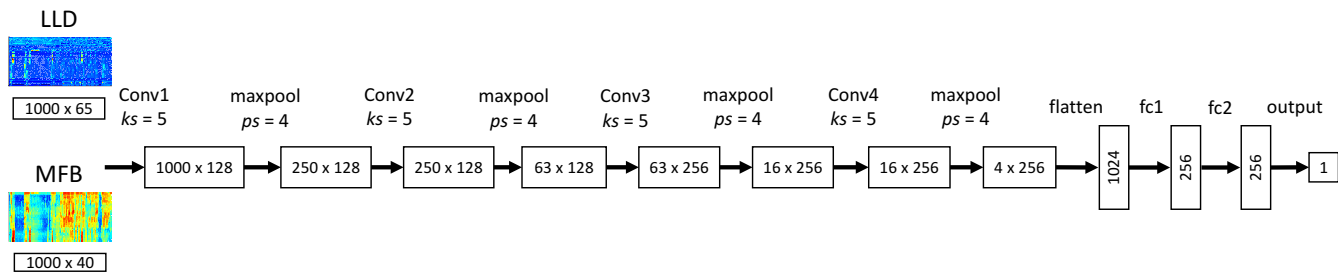 LLD
1000 x 65
MFB
1000 x 40
Conv1
ks = 5
maxpool
ps = 4
Conv2
ks = 5
maxpool
ps = 4
Conv3
ks = 5
maxpool
ps = 4
Conv4
ks = 5
maxpool
ps = 4
flatten
fc1
fc2
output
1000 x 128
250 x 128
250 x 128
63 x 128
63 x 256
16 x 256
16 x 256
4 x 256
1024
256
256
1